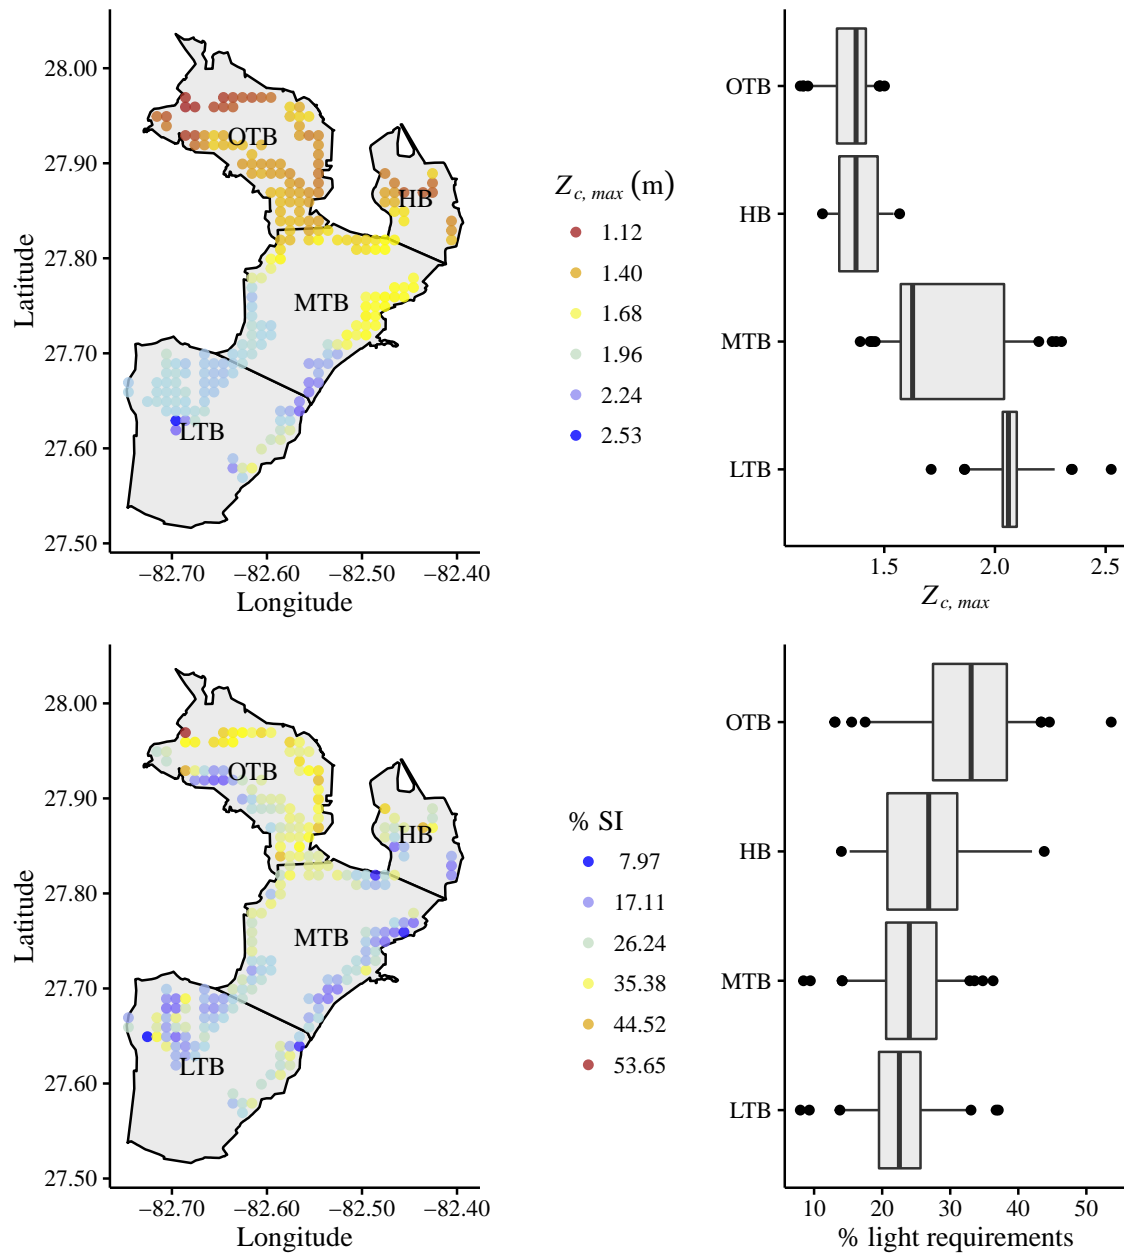 28.00
27.90
27.80
27.70
27.60
27.50
Latitude
OTB
HB
MTB
LTB
−82.70 −82.60 −82.50 −82.40
Longitude
Zc, max (m)
1.12
1.40
1.68
1.96
2.24
2.53
OTB
HB
MTB
LTB
1.5 2.0 2.5
Zc, max
28.00
27.90
27.80
27.70
27.60
27.50
Latitude
OTB
HB
MTB
LTB
−82.70 −82.60 −82.50 −82.40
Longitude
% SI
7.97
17.11
26.24
35.38
44.52
53.65
OTB
HB
MTB
LTB
10 20 30 40 50
% light requirements